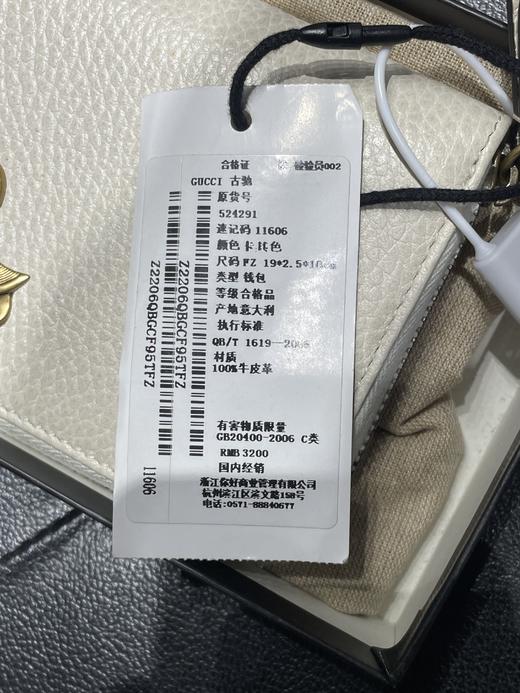 合格证 检验员002
GUCCI 古驰
原货号
524291
速记码 11606
颜色 卡其色
尺码 FZ 19*2.5*10cm
类型 钱包
等级合格品
产地意大利
执行标准
QB/T 1619—2006
材质
100%牛皮革
有害物质限量
GB20400-2006 C类
RMB 3200
国内经销
浙江你好商业管理有限公司
杭州滨江区滨文路158号
电话:0571-88840677
Z2206QBGCF95TFZ
Z2206QBGCF95TFZ
11606